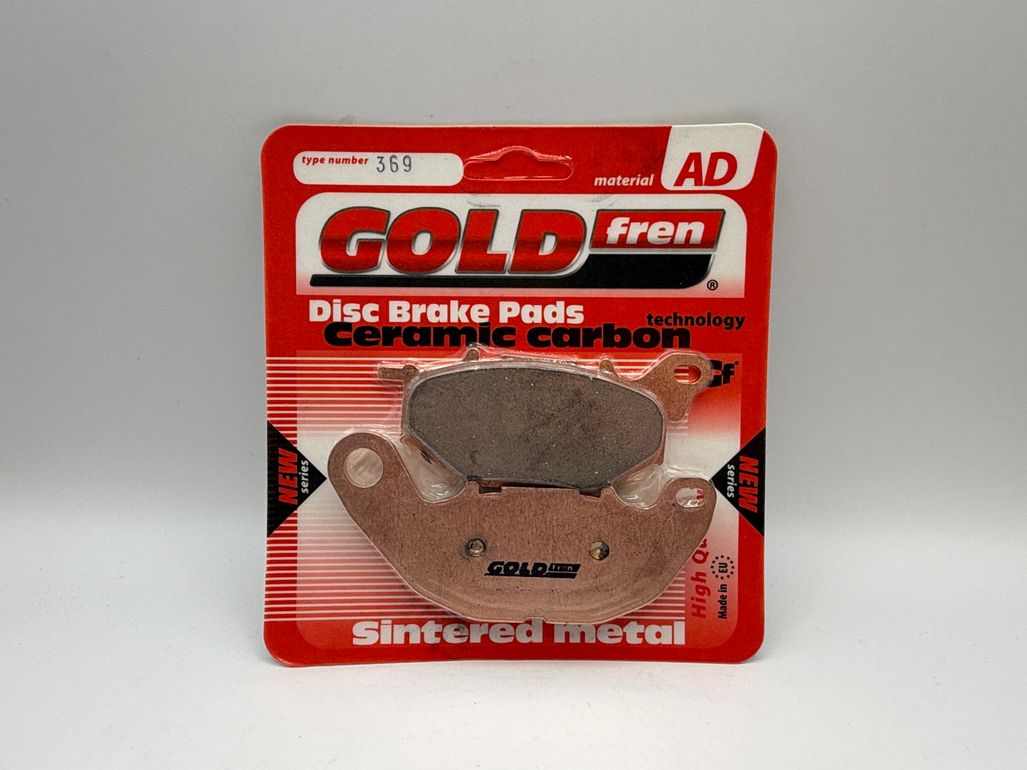 type number 369
material AD
GOLD fren ®
Disc Brake Pads
technology
Ceramic carbon
NEW
series
NEW
series
High
Made in EU
GOLD fren
Sintered metal